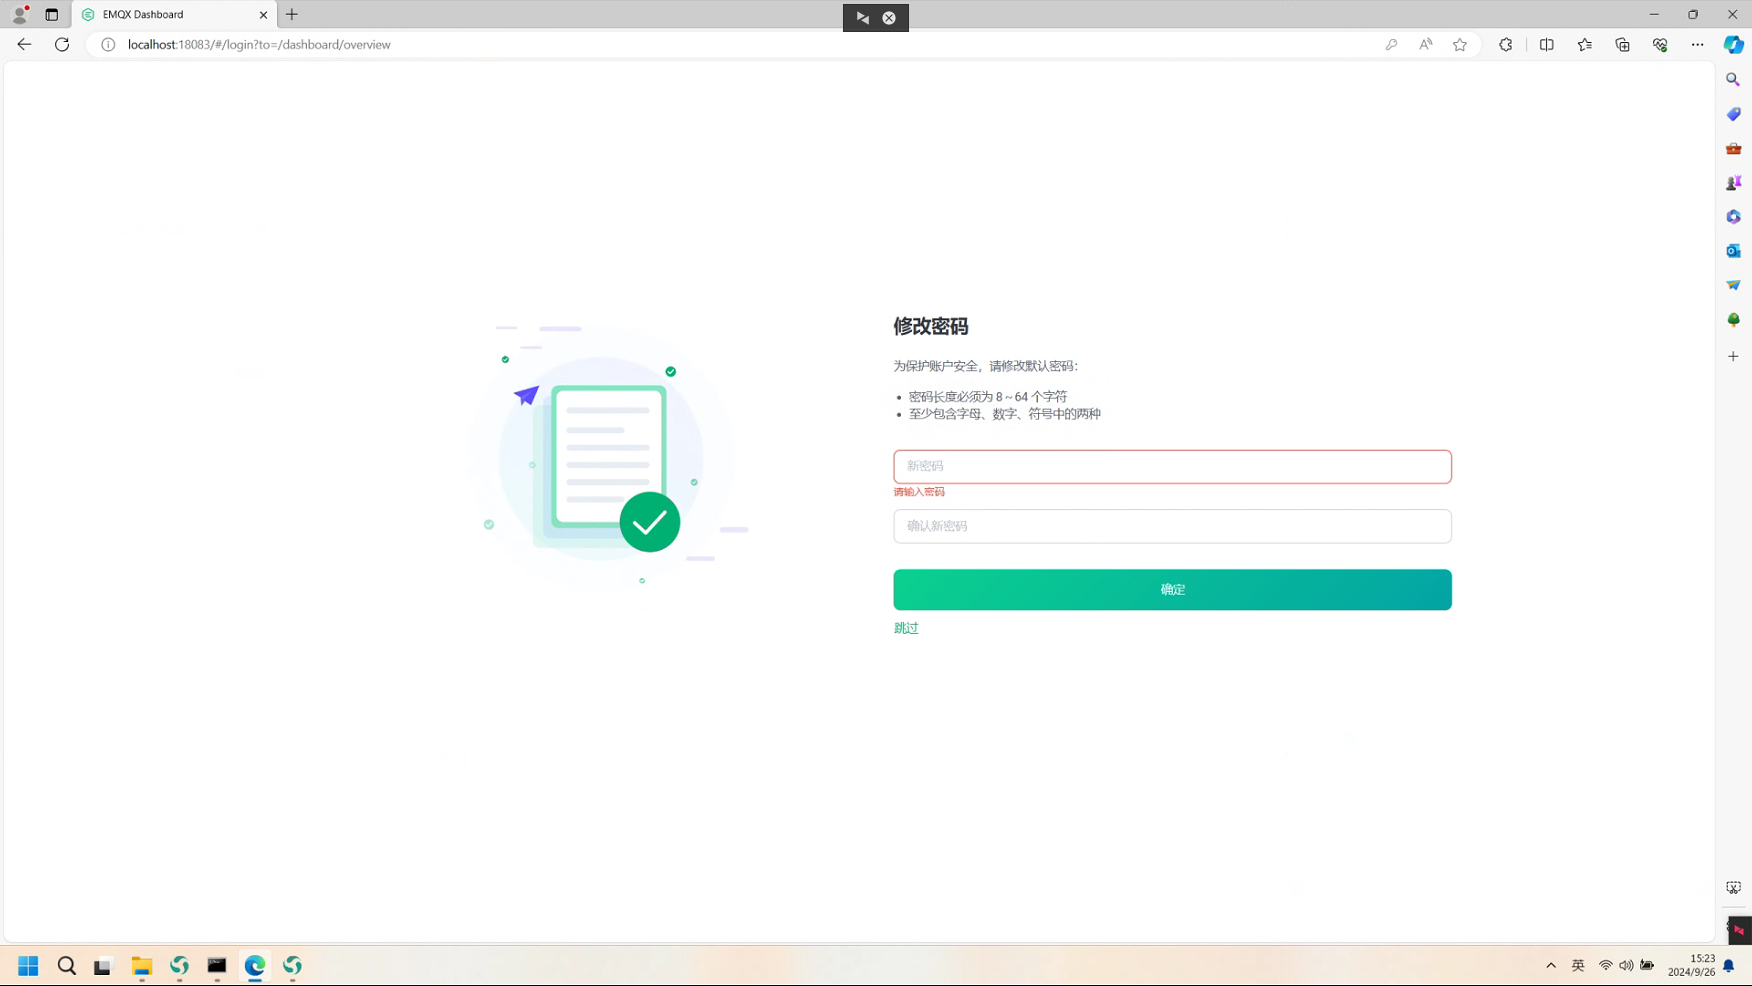 EMQX Dashboard
localhost:18083/#/login?to=/dashboard/overview
修改密码
为保护账户安全，请修改默认密码：
密码长度必须为 8 ~ 64 个字符
至少包含字母、数字、符号中的两种
新密码
请输入密码
确认新密码
确定
跳过
英
15:23
2024/9/26